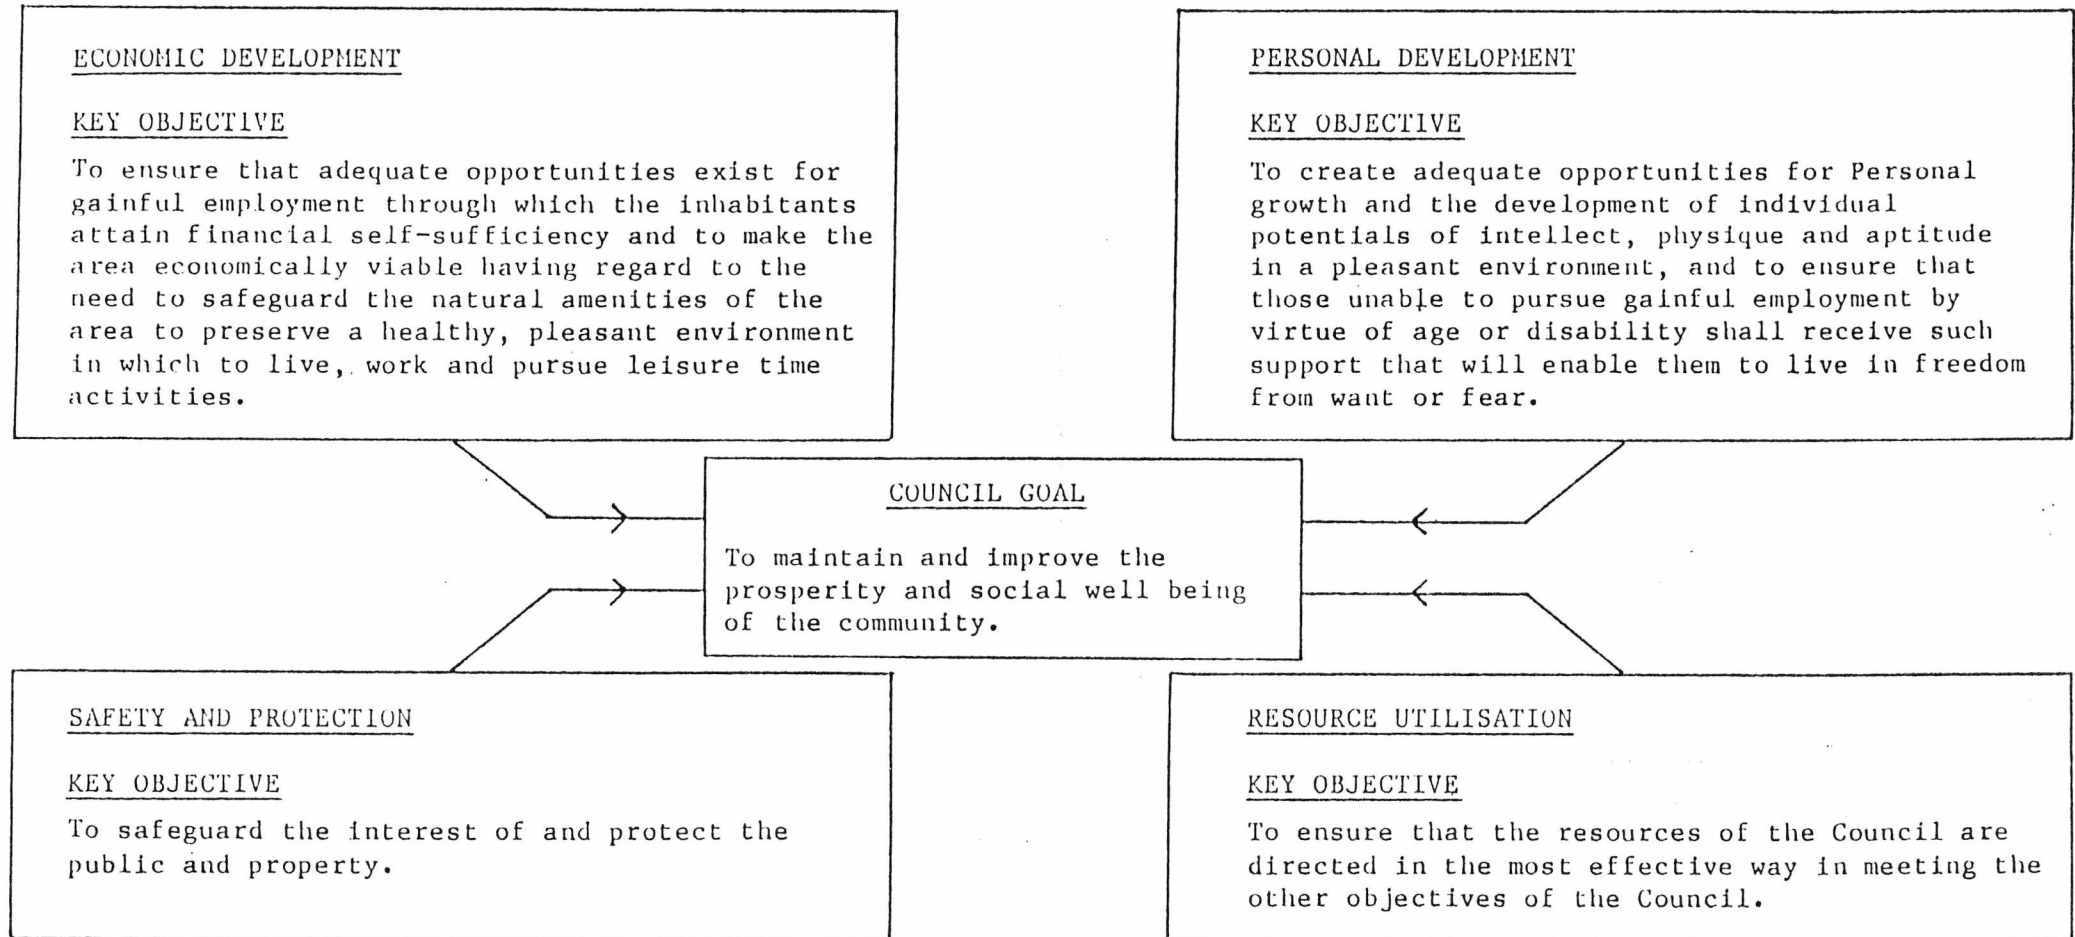 ECONOMIC DEVELOPMENT
KEY OBJECTIVE
To ensure that adequate opportunities exist for
gainful employment through which the inhabitants
attain financial self-sufficiency and to make the
area economically viable having regard to the
need to safeguard the natural amenities of the
area to preserve a healthy, pleasant environment
in which to live, work and pursue leisure time
activities.
PERSONAL DEVELOPMENT
KEY OBJECTIVE
To create adequate opportunities for Personal
growth and the development of individual
potentials of intellect, physique and aptitude
in a pleasant environment, and to ensure that
those unable to pursue gainful employment by
virtue of age or disability shall receive such
support that will enable them to live in freedom
from want or fear.
COUNCIL GOAL
To maintain and improve the
prosperity and social well being
of the community.
SAFETY AND PROTECTION
KEY OBJECTIVE
To safeguard the interest of and protect the
public and property.
RESOURCE UTILISATION
KEY OBJECTIVE
To ensure that the resources of the Council are
directed in the most effective way in meeting the
other objectives of the Council.